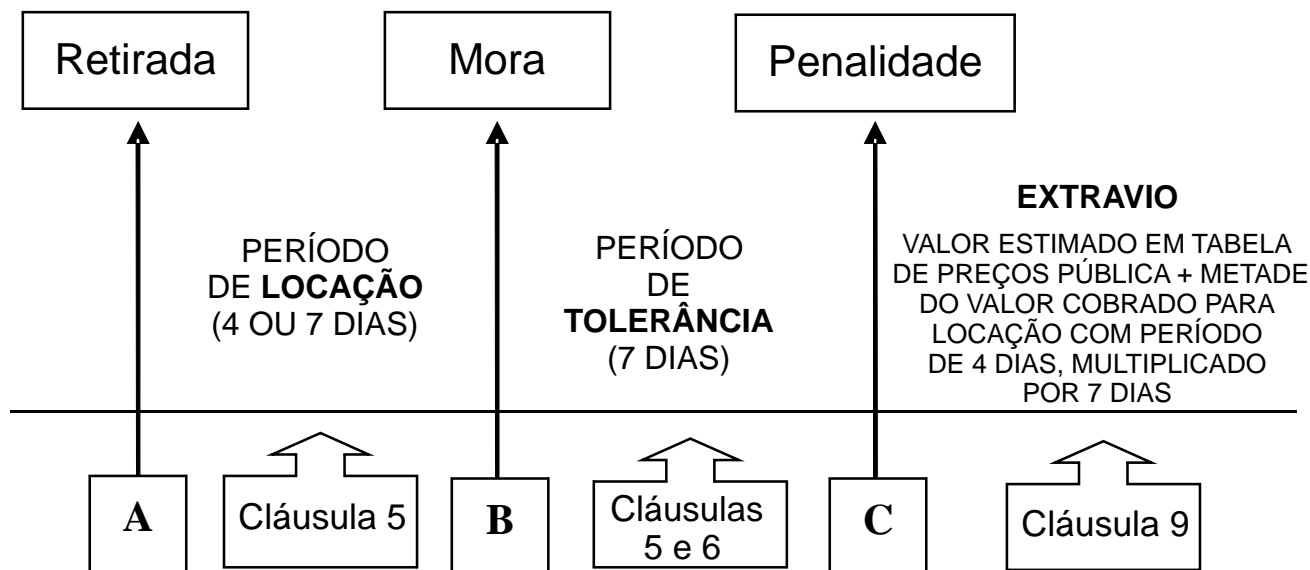 Retirada
Mora
Penalidade
PERÍODO
DE LOCAÇÃO
(4 OU 7 DIAS)
PERÍODO
DE
TOLERÂNCIA
(7 DIAS)
EXTRAVIO
VALOR ESTIMADO EM TABELA
DE PREÇOS PÚBLICA + METADE
DO VALOR COBRADO PARA
LOCAÇÃO COM PERÍODO
DE 4 DIAS, MULTIPLICADO
POR 7 DIAS
A
Cláusula 5
B
Cláusulas
5 e 6
C
Cláusula 9